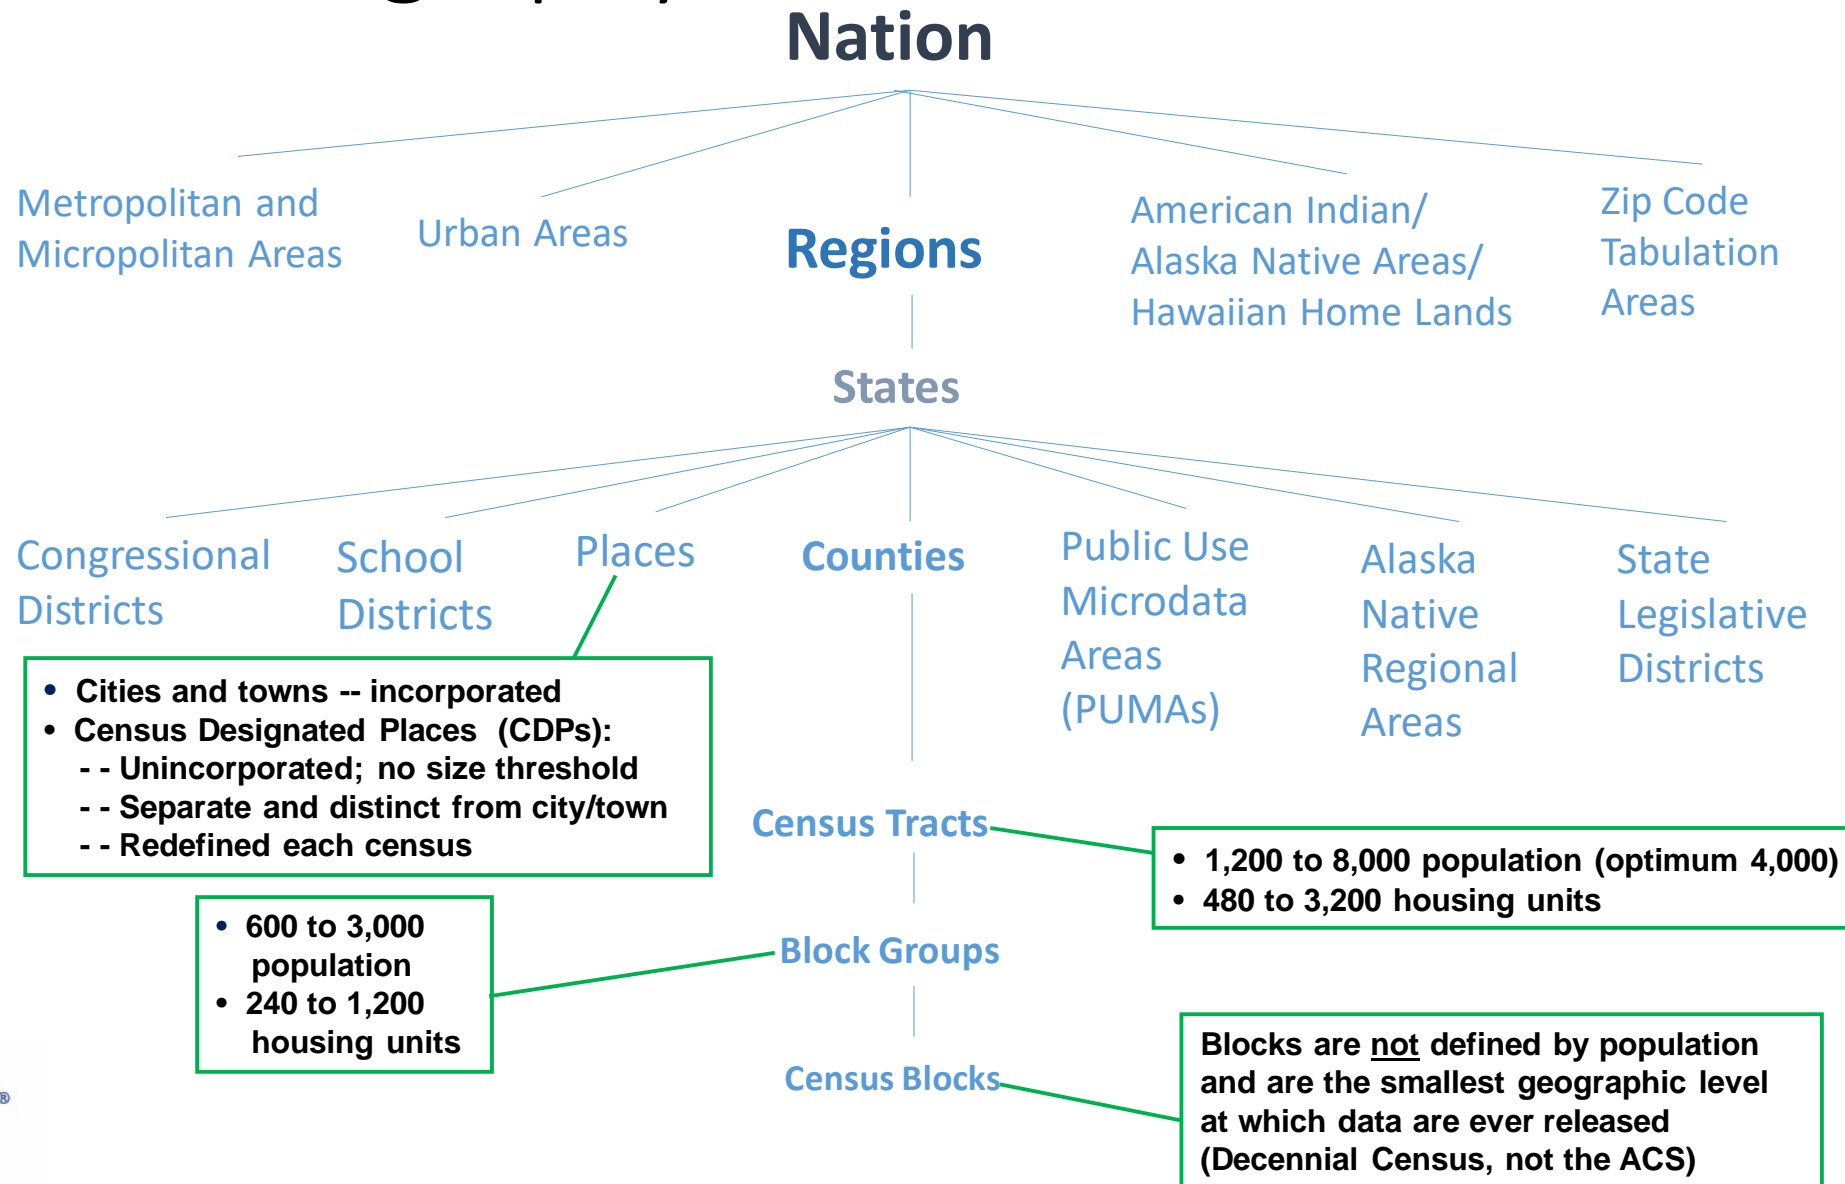 Nation
Metropolitan and
Micropolitan Areas
Urban Areas
Regions
American Indian/
Alaska Native Areas/
Hawaiian Home Lands
Zip Code
Tabulation
Areas
States
Congressional
Districts
School
Districts
Places
Counties
Public Use
Microdata
Areas
(PUMAs)
Alaska
Native
Regional
Areas
State
Legislative
Districts
• Cities and towns -- incorporated
• Census Designated Places (CDPs):
- - Unincorporated; no size threshold
- - Separate and distinct from city/town
- - Redefined each census
Census Tracts
• 1,200 to 8,000 population (optimum 4,000)
• 480 to 3,200 housing units
• 600 to 3,000
population
• 240 to 1,200
housing units
Block Groups
Census Blocks
Blocks are not defined by population
and are the smallest geographic level
at which data are ever released
(Decennial Census, not the ACS)
®